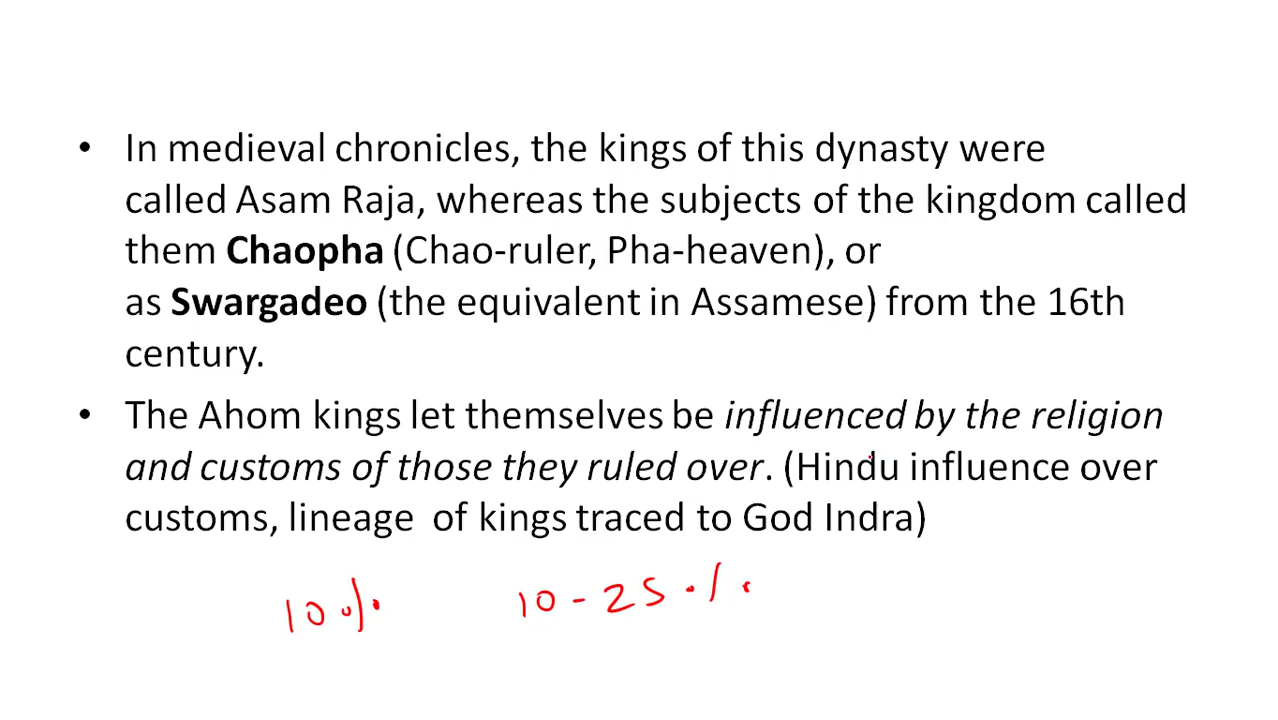 • In medieval chronicles, the kings of this dynasty were
called Asam Raja, whereas the subjects of the kingdom called
them Chaopha (Chao-ruler, Pha-heaven), or
as Swargadeo (the equivalent in Assamese) from the 16th
century.
• The Ahom kings let themselves be influenced by the religion
and customs of those they ruled over. (Hindu influence over
customs, lineage of kings traced to God Indra)
10% 10-25%